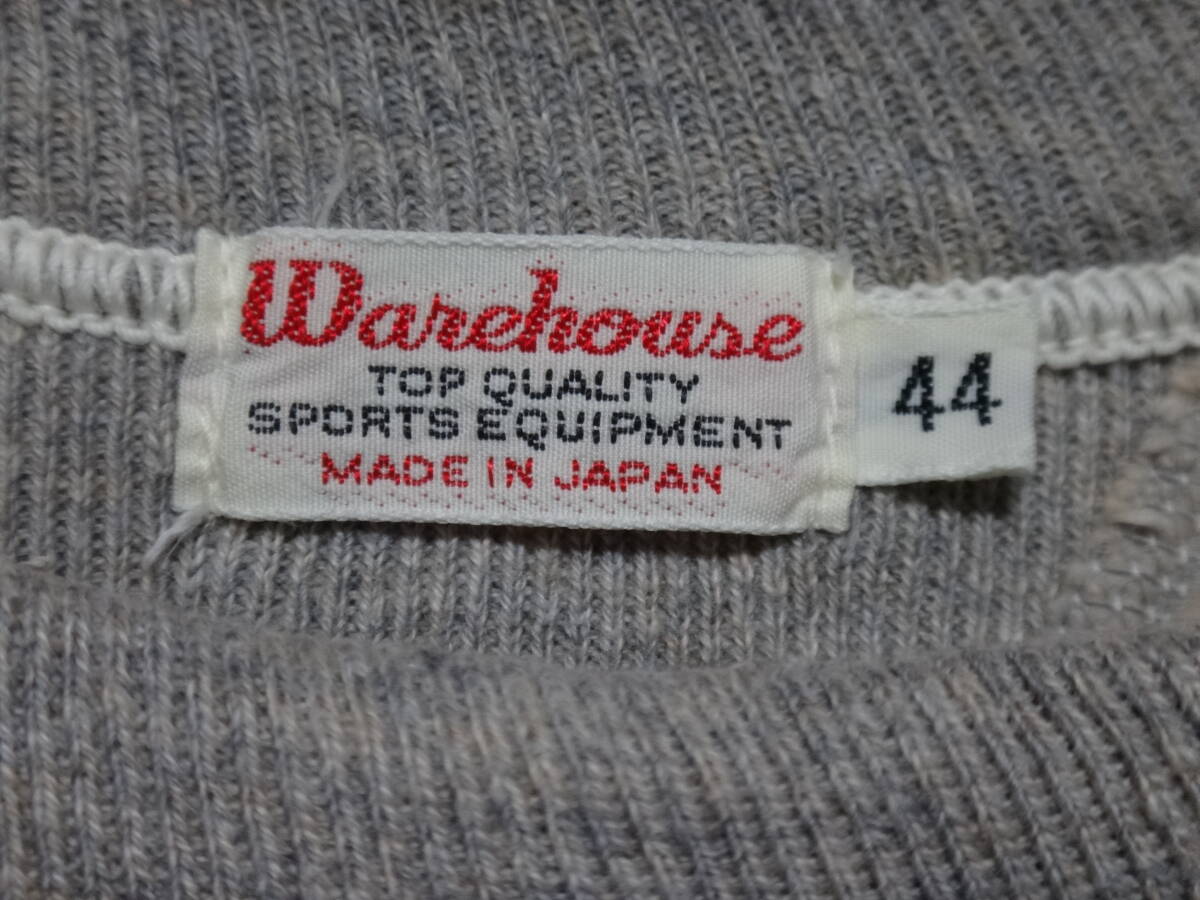 Warehouse
TOP QUALITY
SPORTS EQUIPMENT
MADE IN JAPAN
44